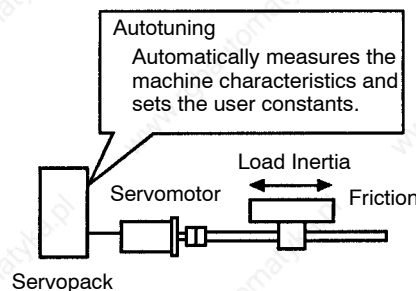 Autotuning
Automatically measures the
machine characteristics and
sets the user constants.
Load Inertia
Servomotor
Friction
Servopack